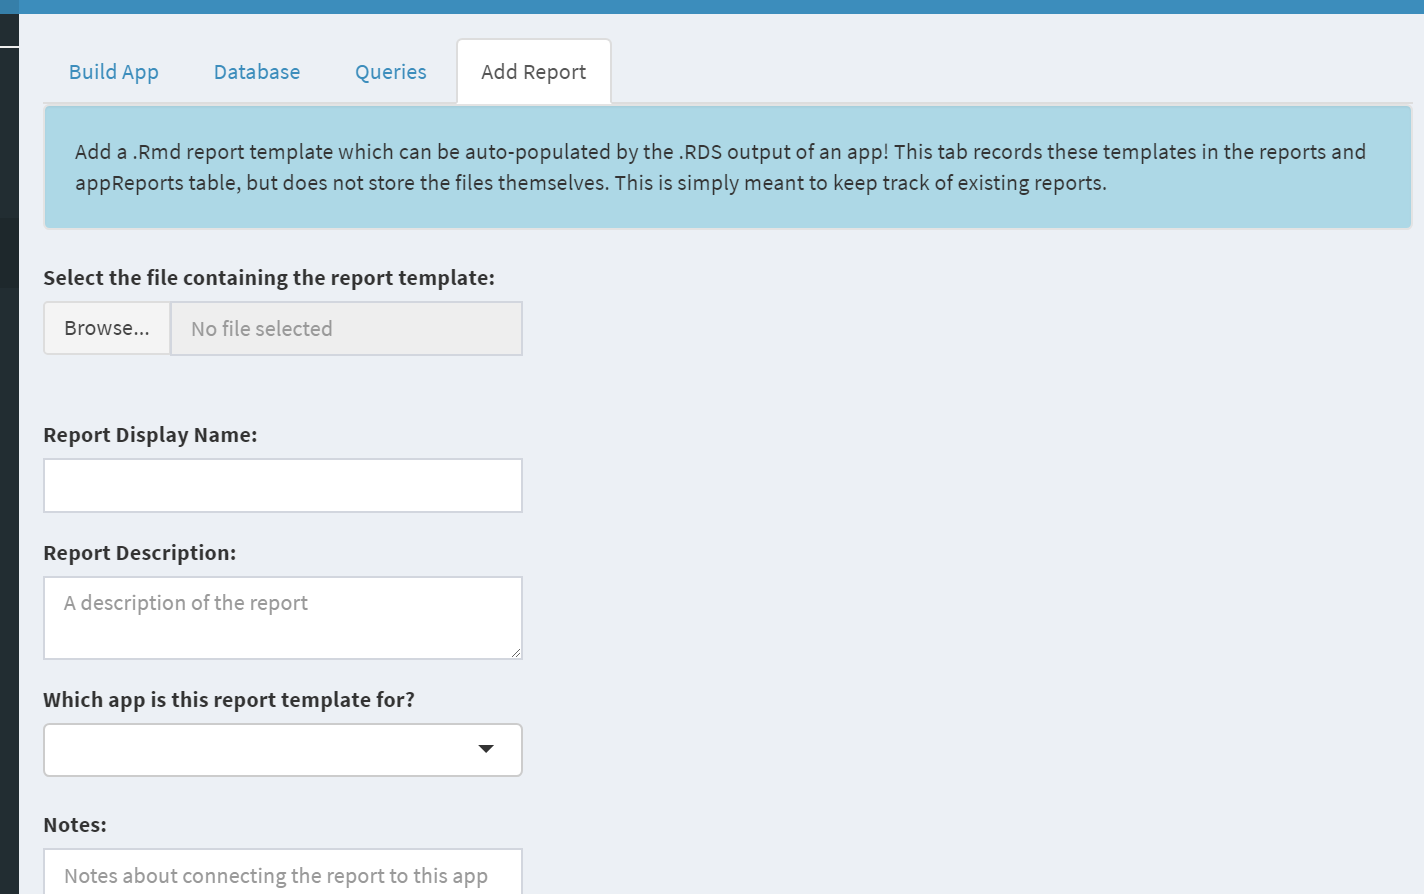 Build App Database Queries Add Report
Add a .Rmd report template which can be auto-populated by the .RDS output of an app! This tab records these templates in the reports and
appReports table, but does not store the files themselves. This is simply meant to keep track of existing reports.
Select the file containing the report template:
Browse... No file selected
Report Display Name:
Report Description:
A description of the report
Which app is this report template for?
Notes:
Notes about connecting the report to this app